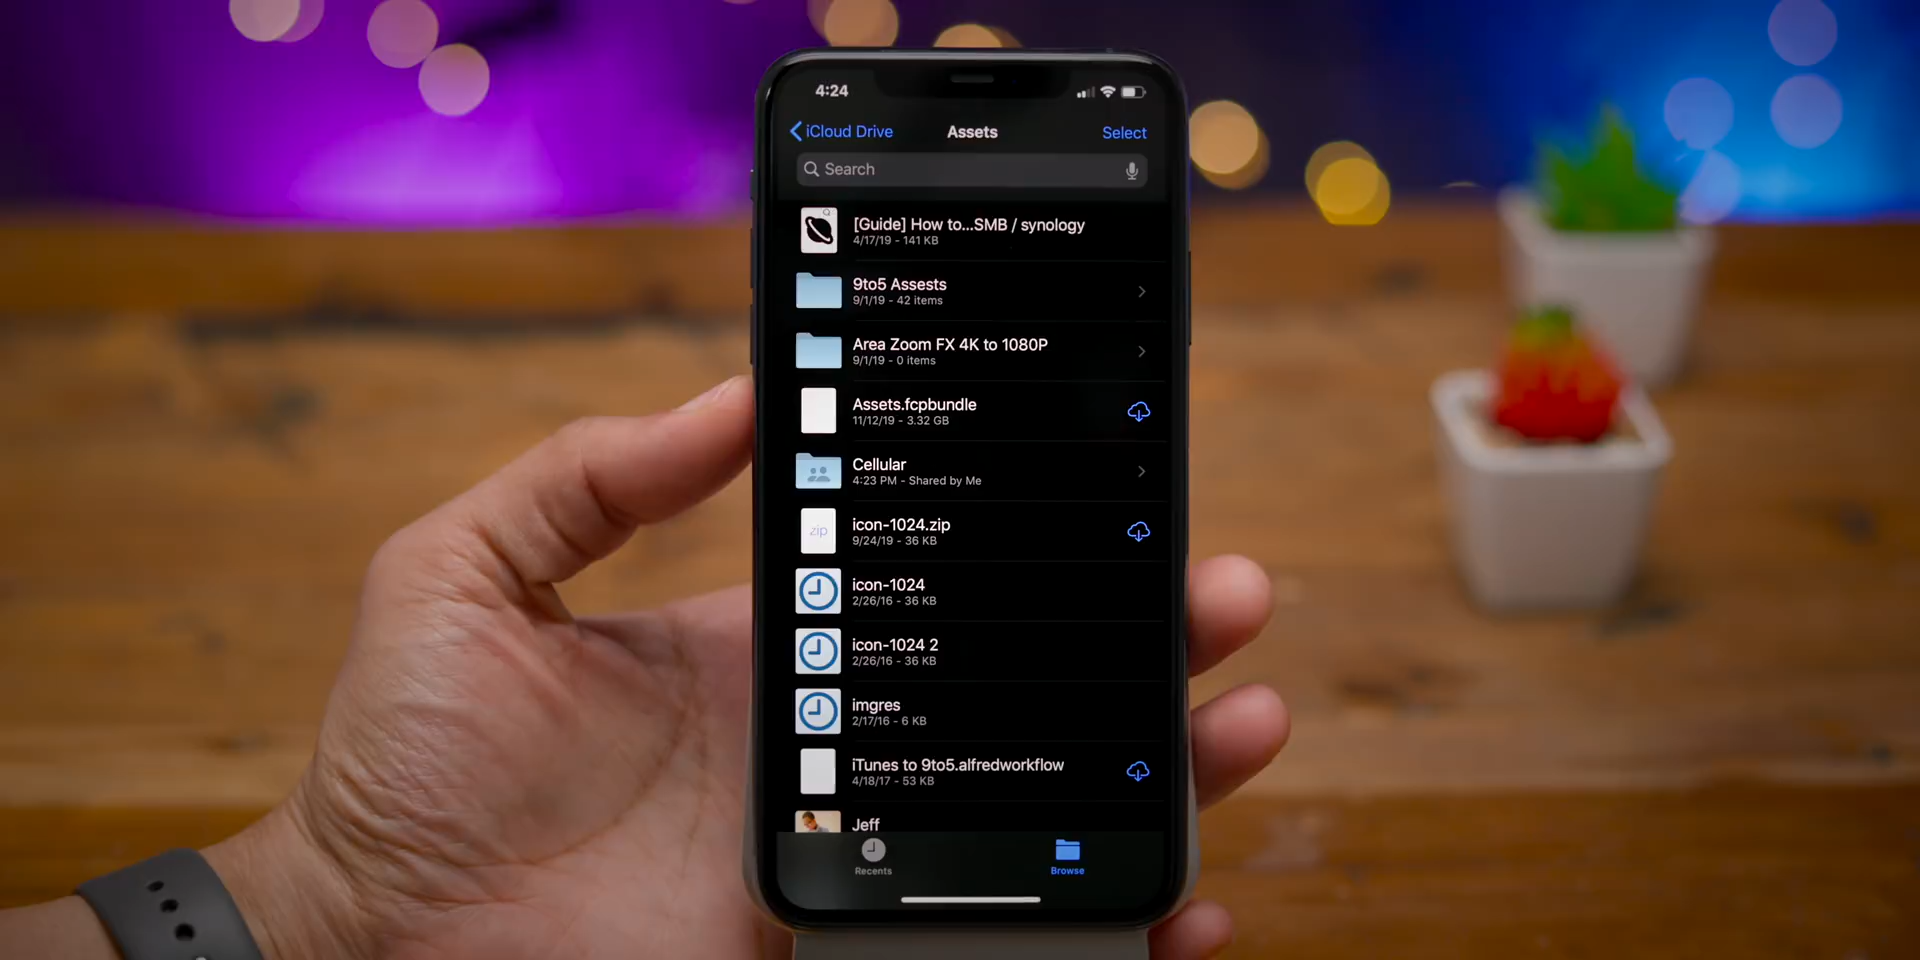 4:24
iCloud Drive
Assets
Select
Search
[Guide] How to...SMB / synology
4/17/19 - 141 KB
9to5 Assests
9/1/19 - 42 items
Area Zoom FX 4K to 1080P
9/1/19 - 0 items
Assets.fcpbundle
11/12/19 - 3.32 GB
Cellular
4:23 PM - Shared by Me
zip
icon-1024.zip
9/24/19 - 36 KB
icon-1024
2/26/16 - 36 KB
icon-1024 2
2/26/16 - 36 KB
imgres
2/17/16 - 6 KB
iTunes to 9to5.alfredworkflow
4/18/17 - 53 KB
Jeff
Recents
Browse